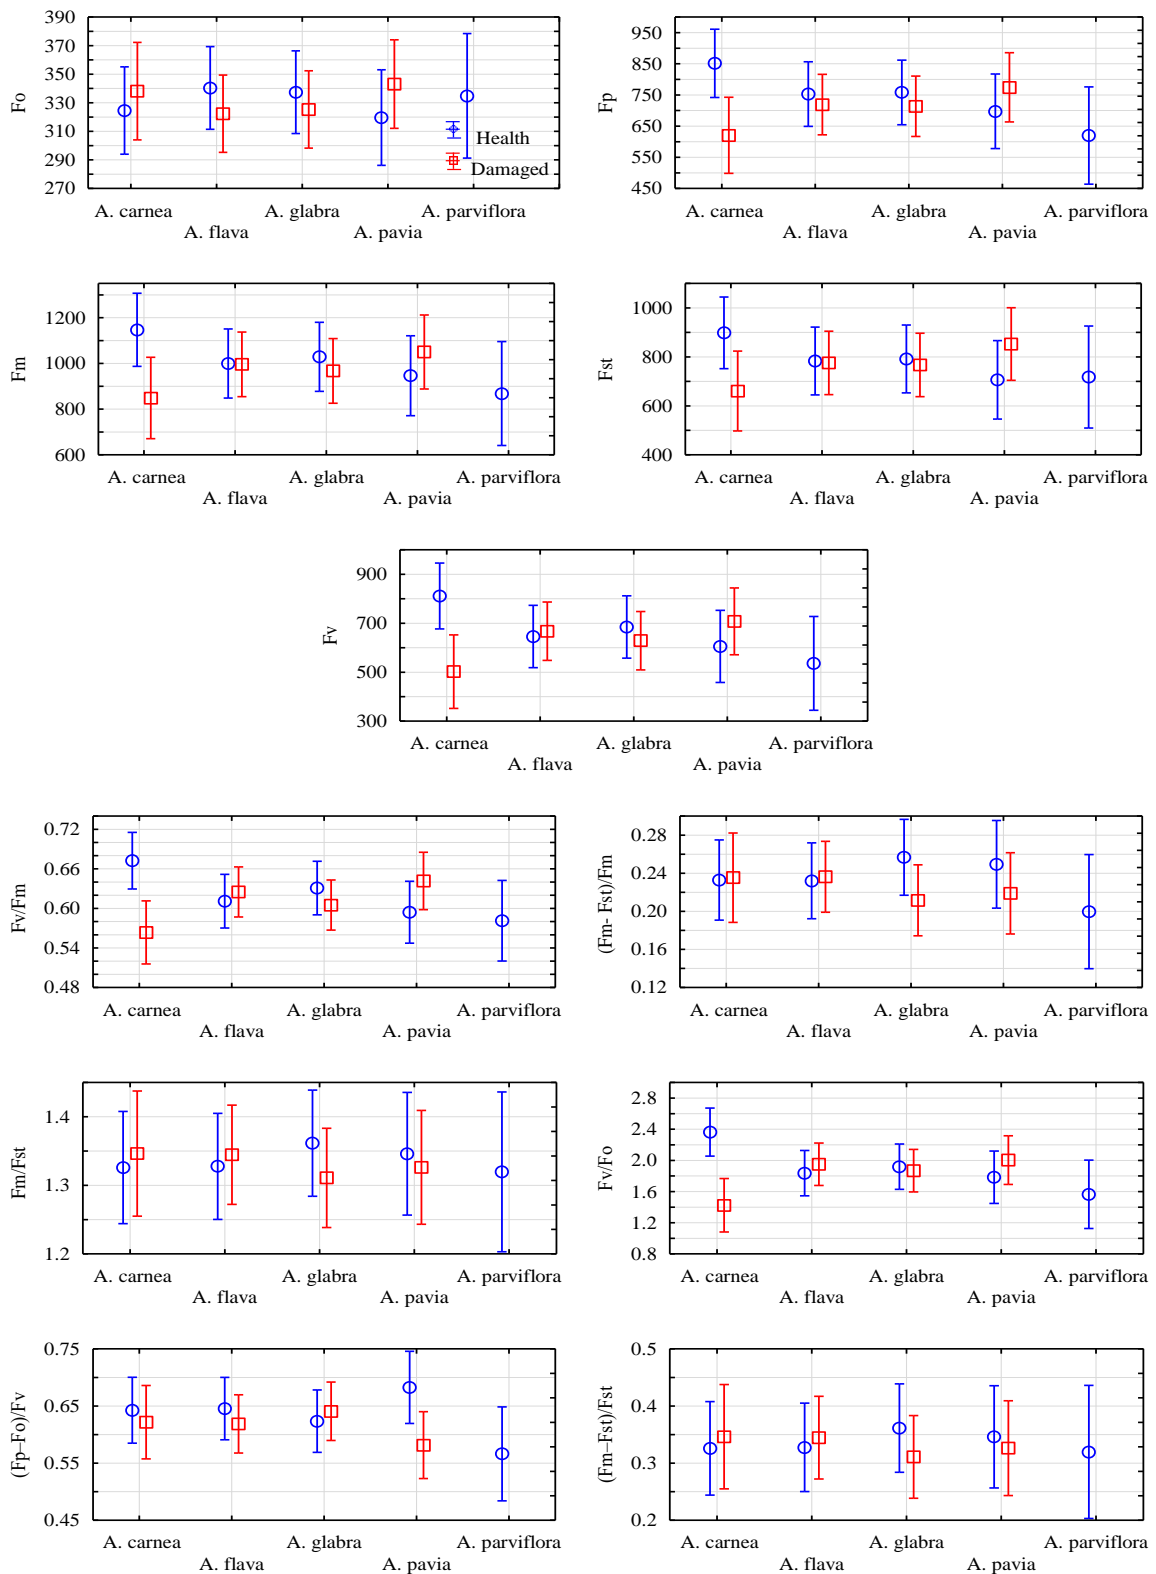 390
370
350
330
310
290
270
Fo
Health
Damaged
A. carnea
A. glabra
A. parviflora
A. flava
A. pavia
950
850
750
650
550
450
Fp
A. carnea
A. glabra
A. parviflora
A. flava
A. pavia
1200
1000
800
600
Fm
A. carnea
A. glabra
A. parviflora
A. flava
A. pavia
1000
800
600
400
Fst
A. carnea
A. glabra
A. parviflora
A. flava
A. pavia
900
700
500
300
Fv
A. carnea
A. glabra
A. parviflora
A. flava
A. pavia
0.72
0.66
0.60
0.54
0.48
Fv/Fm
A. carnea
A. glabra
A. parviflora
A. flava
A. pavia
0.28
0.24
0.20
0.16
0.12
(Fm- Fst)/Fm
A. carnea
A. glabra
A. parviflora
A. flava
A. pavia
1.4
1.3
1.2
Fm/Fst
A. carnea
A. glabra
A. parviflora
A. flava
A. pavia
2.8
2.4
2.0
1.6
1.2
0.8
Fv/Fo
A. carnea
A. glabra
A. parviflora
A. flava
A. pavia
0.75
0.65
0.55
0.45
(Fp–Fo)/Fv
A. carnea
A. glabra
A. parviflora
A. flava
A. pavia
0.5
0.4
0.3
0.2
(Fm–Fst)/Fst
A. carnea
A. glabra
A. parviflora
A. flava
A. pavia